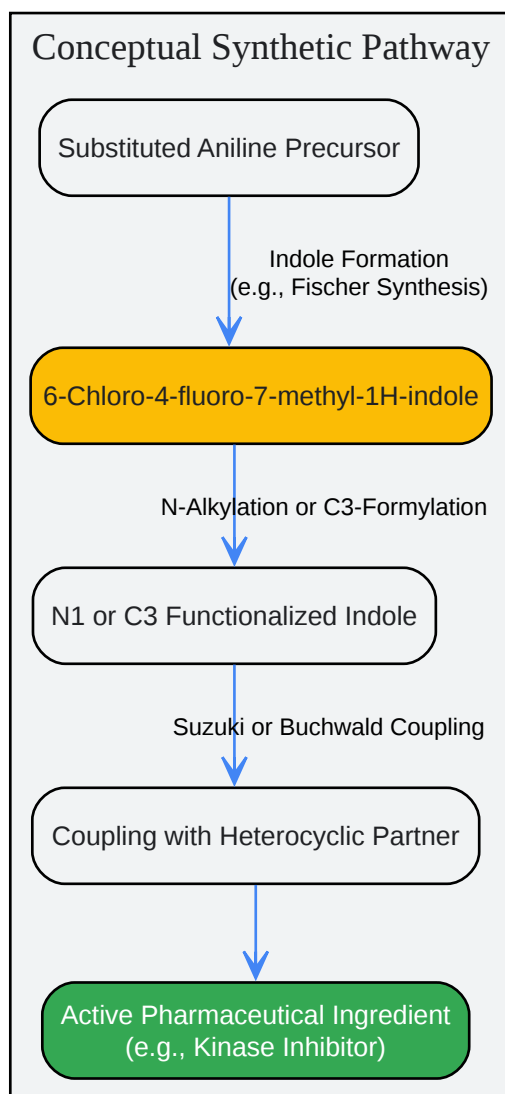 Conceptual Synthetic Pathway
Substituted Aniline Precursor
Indole Formation
(e.g., Fischer Synthesis)
6-Chloro-4-fluoro-7-methyl-1H-indole
N-Alkylation or C3-Formylation
N1 or C3 Functionalized Indole
Suzuki or Buchwald Coupling
Coupling with Heterocyclic Partner
Active Pharmaceutical Ingredient
(e.g., Kinase Inhibitor)